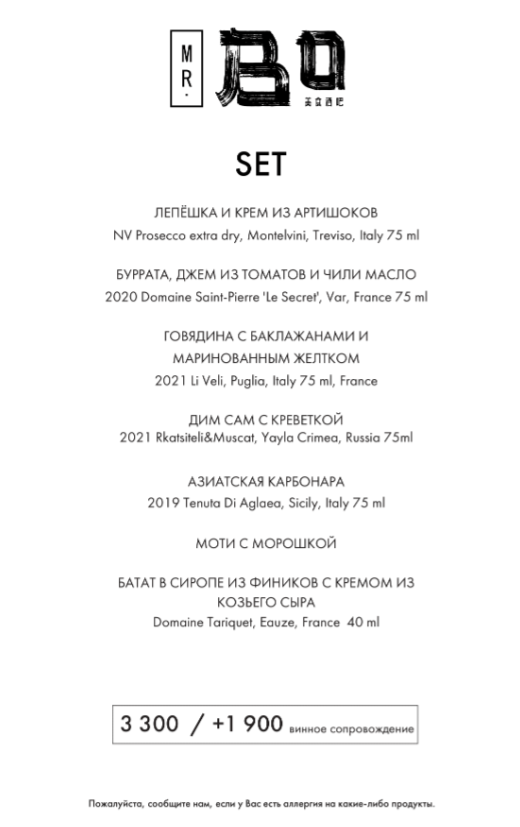 MR.
Ba
SET
ЛЕПЁШКА И КРЕМ ИЗ АРТИШОКОВ
NV Prosecco extra dry, Montelvini, Treviso, Italy 75 ml
БУРРАТА, ДЖЕМ ИЗ ТОМАТОВ И ЧИЛИ МАСЛО
2020 Domaine Saint-Pierre 'Le Secret', Var, France 75 ml
ГОВЯДИНА С БАКЛАЖАНАМИ И
МАРИНОВАННЫМ ЖЕЛТКОМ
2021 Li Veli, Puglia, Italy 75 ml, France
ДИМ САМ С КРЕВЕТКОЙ
2021 Rkatsiteli&Muscat, Yayla Crimea, Russia 75ml
АЗИАТСКАЯ КАРБОНАРА
2019 Tenuta Di Aglaea, Sicily, Italy 75 ml
МОТИ С МОРОШКОЙ
БАТАТ В СИРОПЕ ИЗ ФИНИКОВ С КРЕМОМ ИЗ
КОЗЬЕГО СЫРА
Domaine Tariquet, Eauze, France 40 ml
3 300 / +1 900 винное сопровождение
Пожалуйста, сообщите нам, если у Вас есть аллергия на какие-либо продукты.